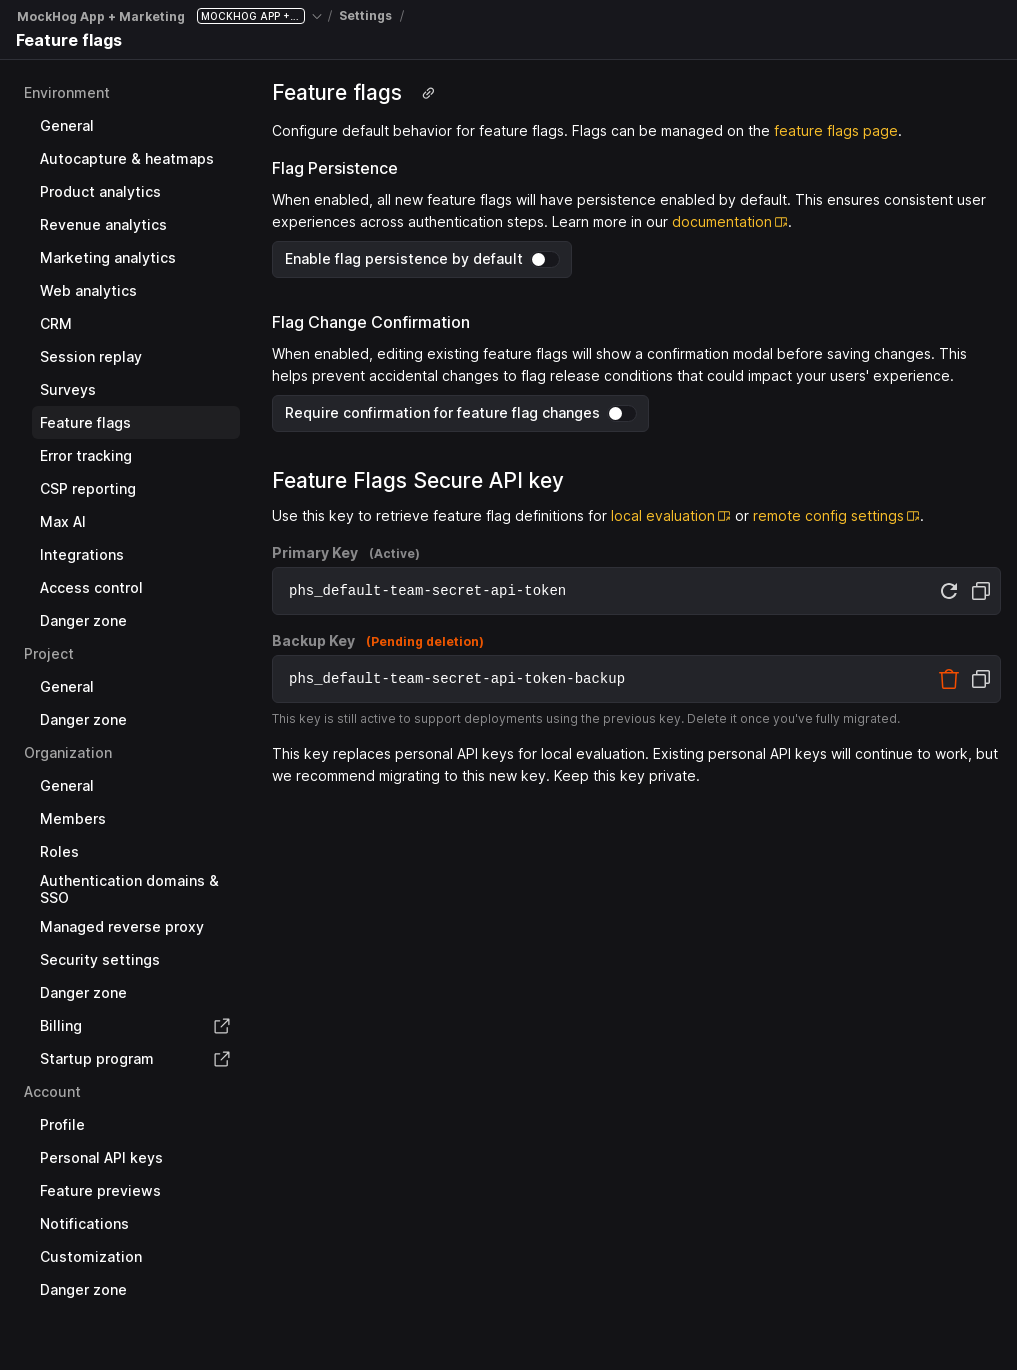 MockHog App + Marketing MOCKHOG APP +... / Settings /
Feature flags
Environment
General
Autocapture & heatmaps
Product analytics
Revenue analytics
Marketing analytics
Web analytics
CRM
Session replay
Surveys
Feature flags
Error tracking
CSP reporting
Max AI
Integrations
Access control
Danger zone
Project
General
Danger zone
Organization
General
Members
Roles
Authentication domains &
SSO
Managed reverse proxy
Security settings
Danger zone
Billing
Startup program
Account
Profile
Personal API keys
Feature previews
Notifications
Customization
Danger zone
Feature flags
Configure default behavior for feature flags. Flags can be managed on the feature flags page.
Flag Persistence
When enabled, all new feature flags will have persistence enabled by default. This ensures consistent user
experiences across authentication steps. Learn more in our documentation.
Enable flag persistence by default
Flag Change Confirmation
When enabled, editing existing feature flags will show a confirmation modal before saving changes. This
helps prevent accidental changes to flag release conditions that could impact your users' experience.
Require confirmation for feature flag changes
Feature Flags Secure API key
Use this key to retrieve feature flag definitions for local evaluation or remote config settings.
Primary Key (Active)
phs_default-team-secret-api-token
Backup Key (Pending deletion)
phs_default-team-secret-api-token-backup
This key is still active to support deployments using the previous key. Delete it once you've fully migrated.
This key replaces personal API keys for local evaluation. Existing personal API keys will continue to work, but
we recommend migrating to this new key. Keep this key private.